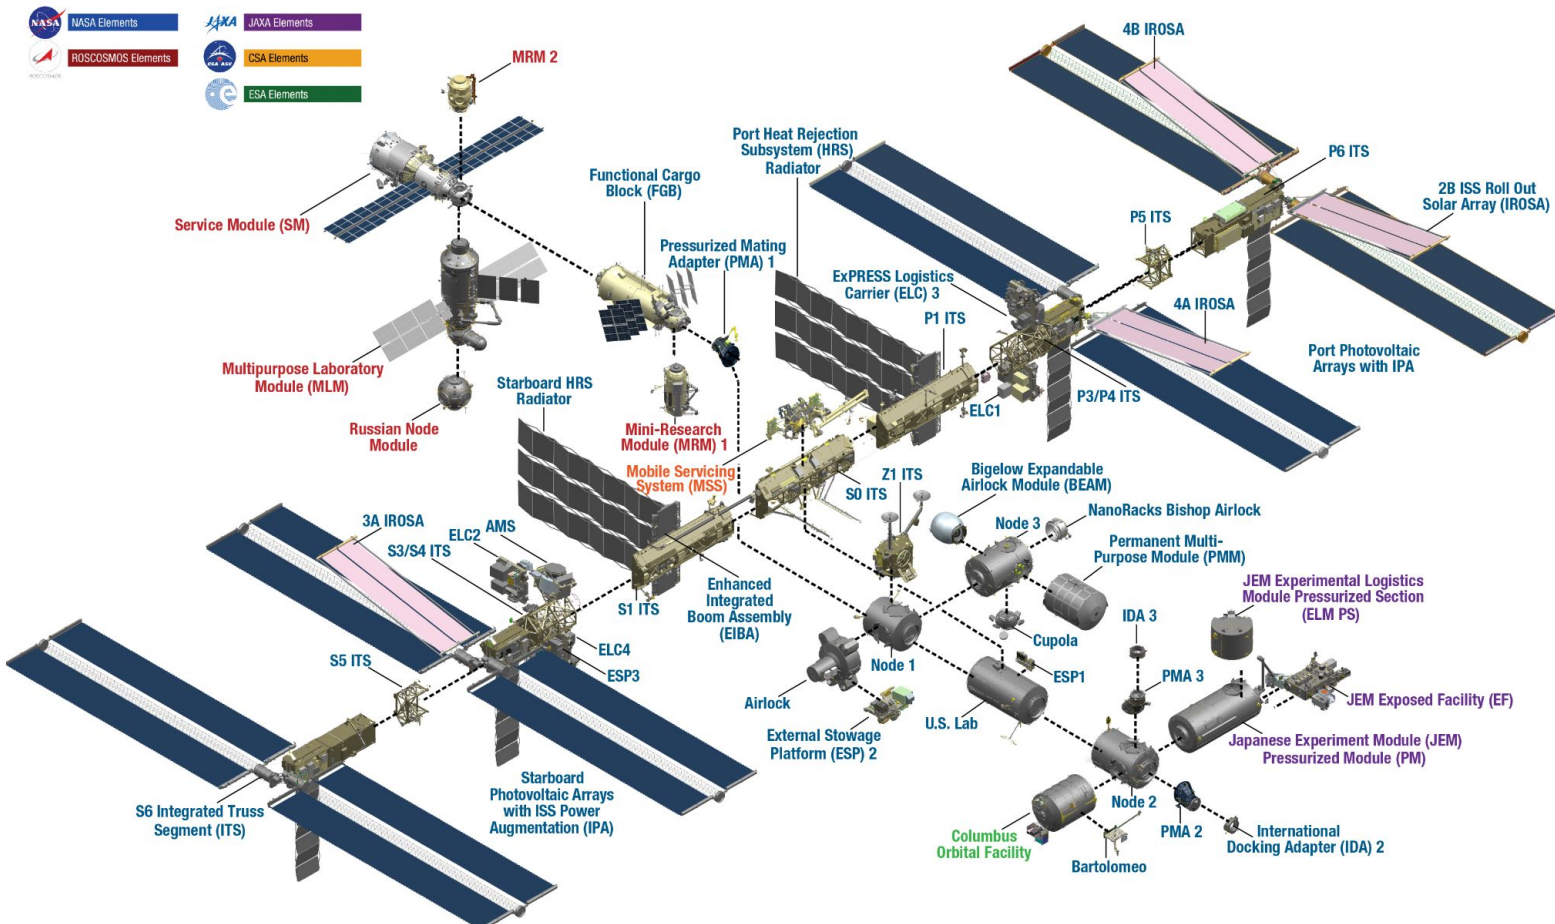 NASA
NASA Elements
ROSCOSMOS
ROSCOSMOS Elements
JAXA
JAXA Elements
CSA ASC
CSA Elements
ESA Elements
MRM 2
Service Module (SM)
Multipurpose Laboratory
Module (MLM)
Russian Node
Module
Functional Cargo
Block (FGB)
Pressurized Mating
Adapter (PMA) 1
Mini-Research
Module (MRM) 1
Mobile Servicing
System (MSS)
Starboard HRS
Radiator
Port Heat Rejection
Subsystem (HRS)
Radiator
ExPRESS Logistics
Carrier (ELC) 3
P1 ITS
ELC1
P3/P4 ITS
4B IROSA
P6 ITS
P5 ITS
2B ISS Roll Out
Solar Array (IROSA)
4A IROSA
Port Photovoltaic
Arrays with IPA
S0 ITS
Z1 ITS
Bigelow Expandable
Airlock Module (BEAM)
Node 3
NanoRacks Bishop Airlock
Permanent Multi-
Purpose Module (PMM)
Cupola
3A IROSA
S3/S4 ITS
ELC2
AMS
S1 ITS
Enhanced
Integrated
Boom Assembly
(EIBA)
ELC4
ESP3
S5 ITS
S6 Integrated Truss
Segment (ITS)
Starboard
Photovoltaic Arrays
with ISS Power
Augmentation (IPA)
Node 1
Airlock
External Stowage
Platform (ESP) 2
U.S. Lab
ESP1
IDA 3
PMA 3
JEM Experimental Logistics
Module Pressurized Section
(ELM PS)
JEM Exposed Facility (EF)
Japanese Experiment Module (JEM)
Pressurized Module (PM)
Node 2
PMA 2
International
Docking Adapter (IDA) 2
Columbus
Orbital Facility
Bartolomeo